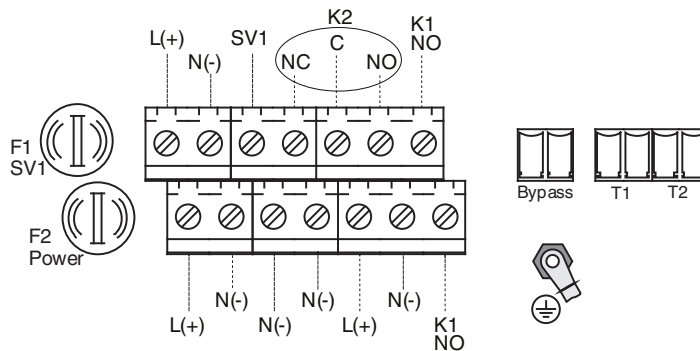 K2
L(+) SV1 C K1
NO
N(-) NC NO
F1
SV1
Bypass T1 T2
F2
Power
N(-) N(-) N(-)
L(+) N(-) L(+) K1
NO